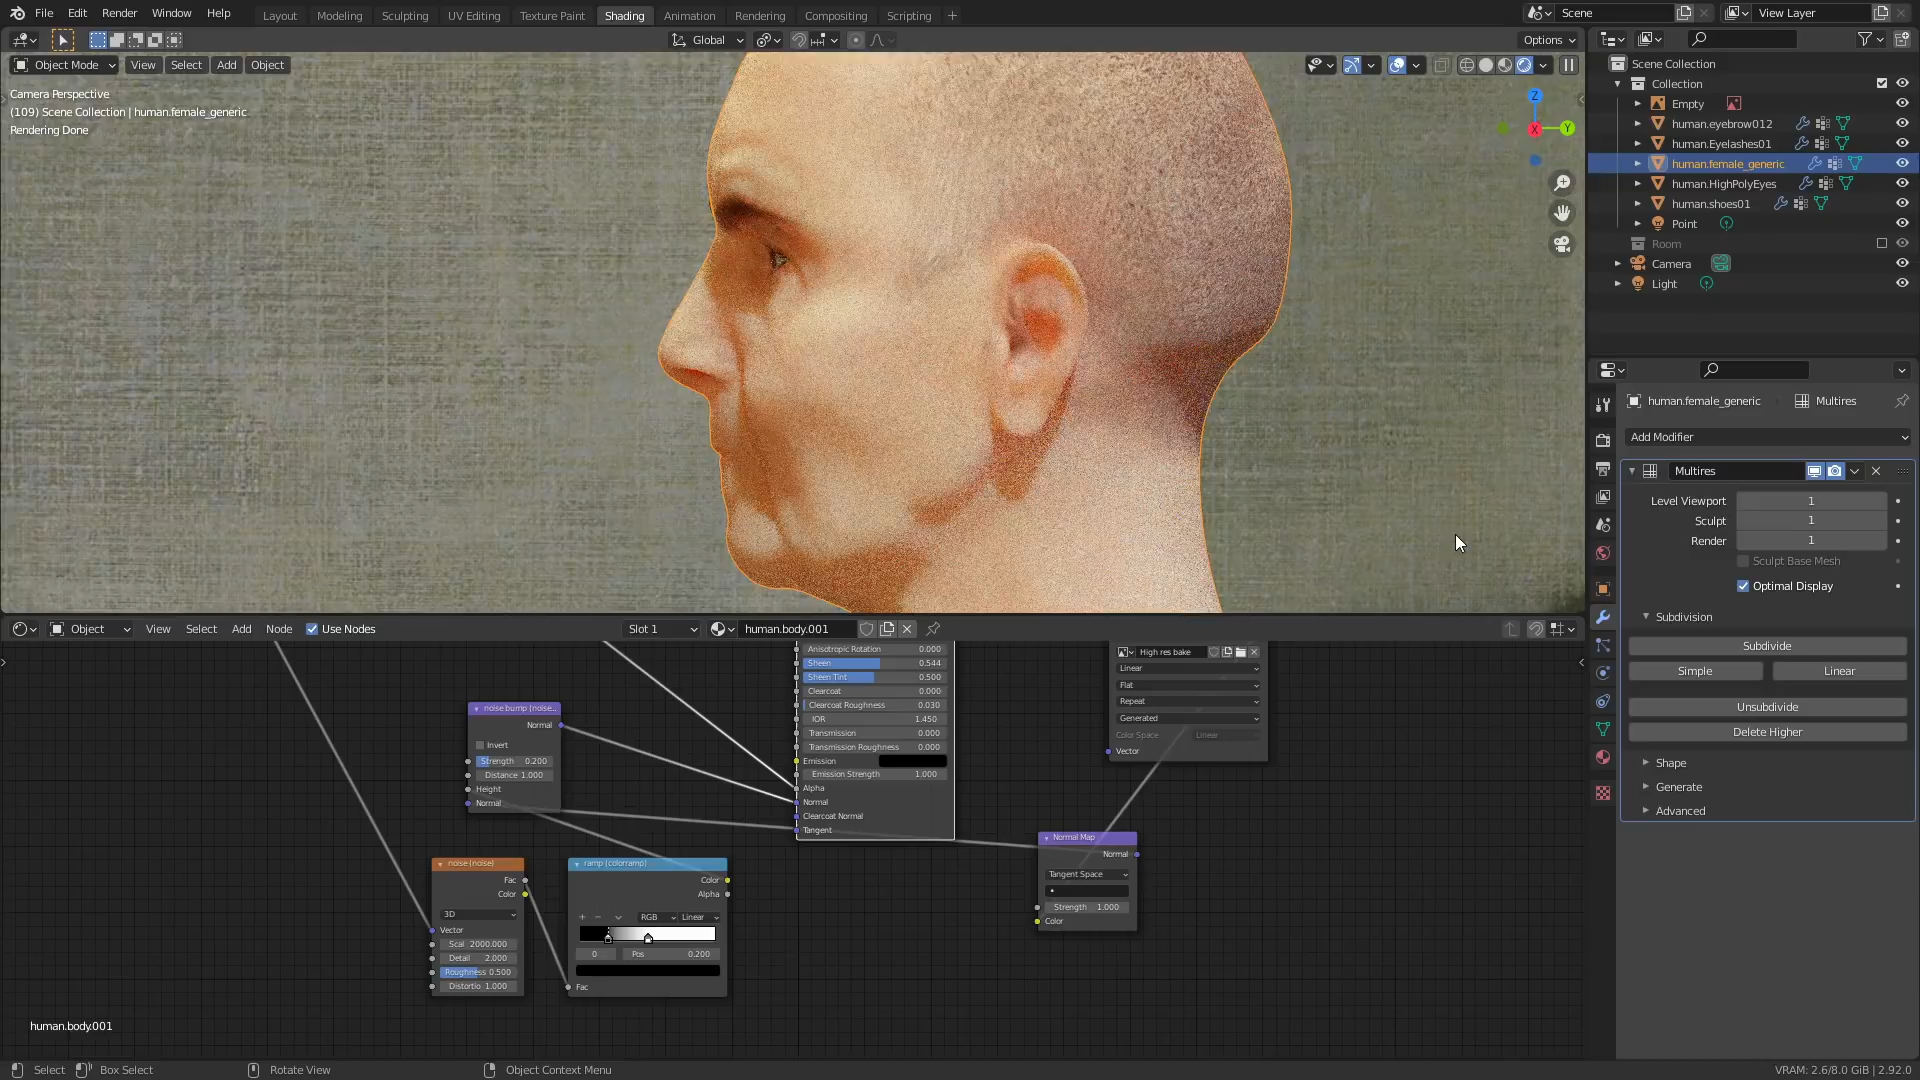 File Edit Render Window Help Layout Modeling Sculpting UV Editing Texture Paint Shading Animation Rendering Compositing Scripting + Scene View Layer
Global Options
Object Mode View Select Add Object
Camera Perspective
(109) Scene Collection | human.female_generic
Rendering Done
Z
X Y
Scene Collection
Collection
Empty
human.eyebrow012
human.Eyelashes01
human.female_generic
human.HighPolyEyes
human.shoes01
Point
Room
Camera
Light
human.female_generic Multires
Add Modifier
Multires
Level Viewport 1
Sculpt 1
Render 1
Sculpt Base Mesh
Optimal Display
Subdivision
Subdivide
Simple Linear
Unsubdivide
Delete Higher
Shape
Generate
Advanced
Object View Select Add Node Use Nodes Slot 1 human.body.001
Anisotropic Rotation 0.000
Sheen 0.544
Sheen Tint 0.500
Clearcoat 0.000
Clearcoat Roughness 0.030
IOR 1.450
Transmission 0.000
Transmission Roughness 0.000
Emission
Emission Strength 1.000
Alpha
Normal
Clearcoat Normal
Tangent
High res bake
Linear
Flat
Repeat
Generated
Color Space Linear
Vector
noise bump (noise...
Normal
Invert
Strength 0.200
Distance 1.000
Height
Normal
Normal Map
Normal
Tangent Space
Strength 1.000
Color
noise (noise)
Fac
Color
3D
Vector
Scal 2000.000
Detail 2.000
Roughness 0.500
Distortio 1.000
ramp (colorramp)
Color
Alpha
+ − RGB Linear
0 Pos 0.200
Fac
human.body.001
Select Box Select Rotate View Object Context Menu VRAM: 2.6/8.0 GiB | 2.92.0